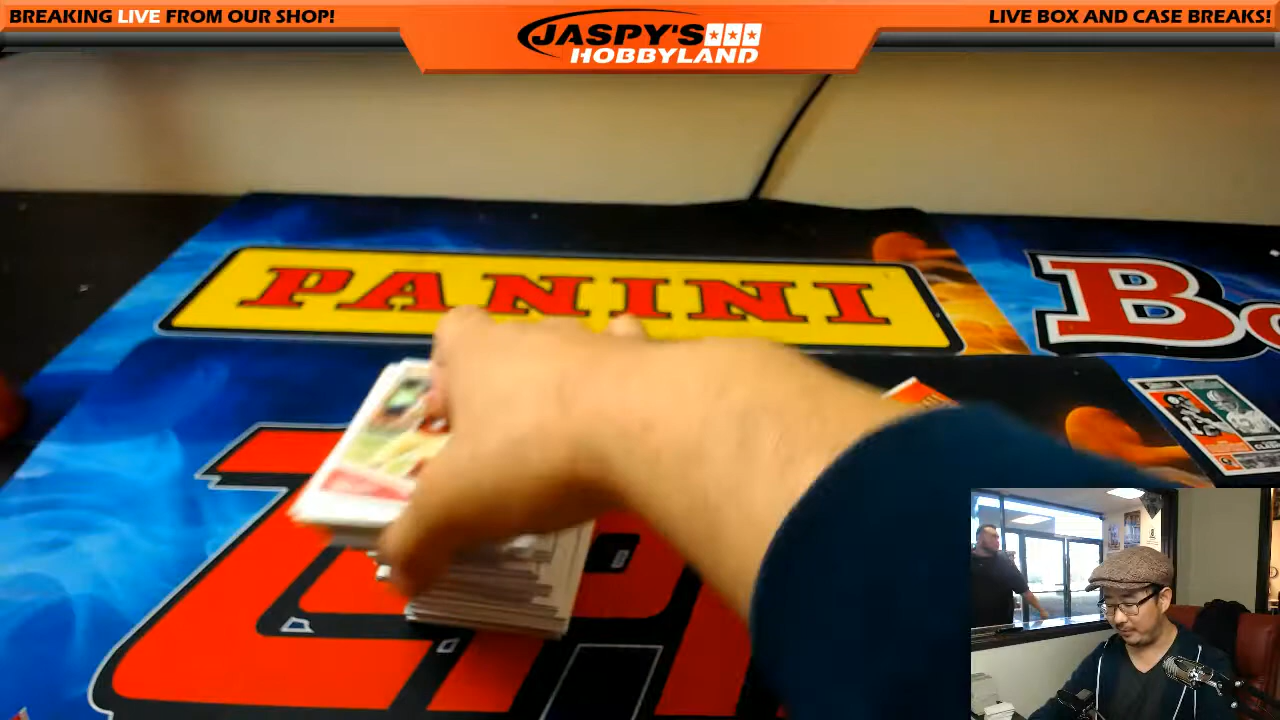 BREAKING LIVE FROM OUR SHOP!
JASPY'S
HOBBYLAND
LIVE BOX AND CASE BREAKS!
PANINI